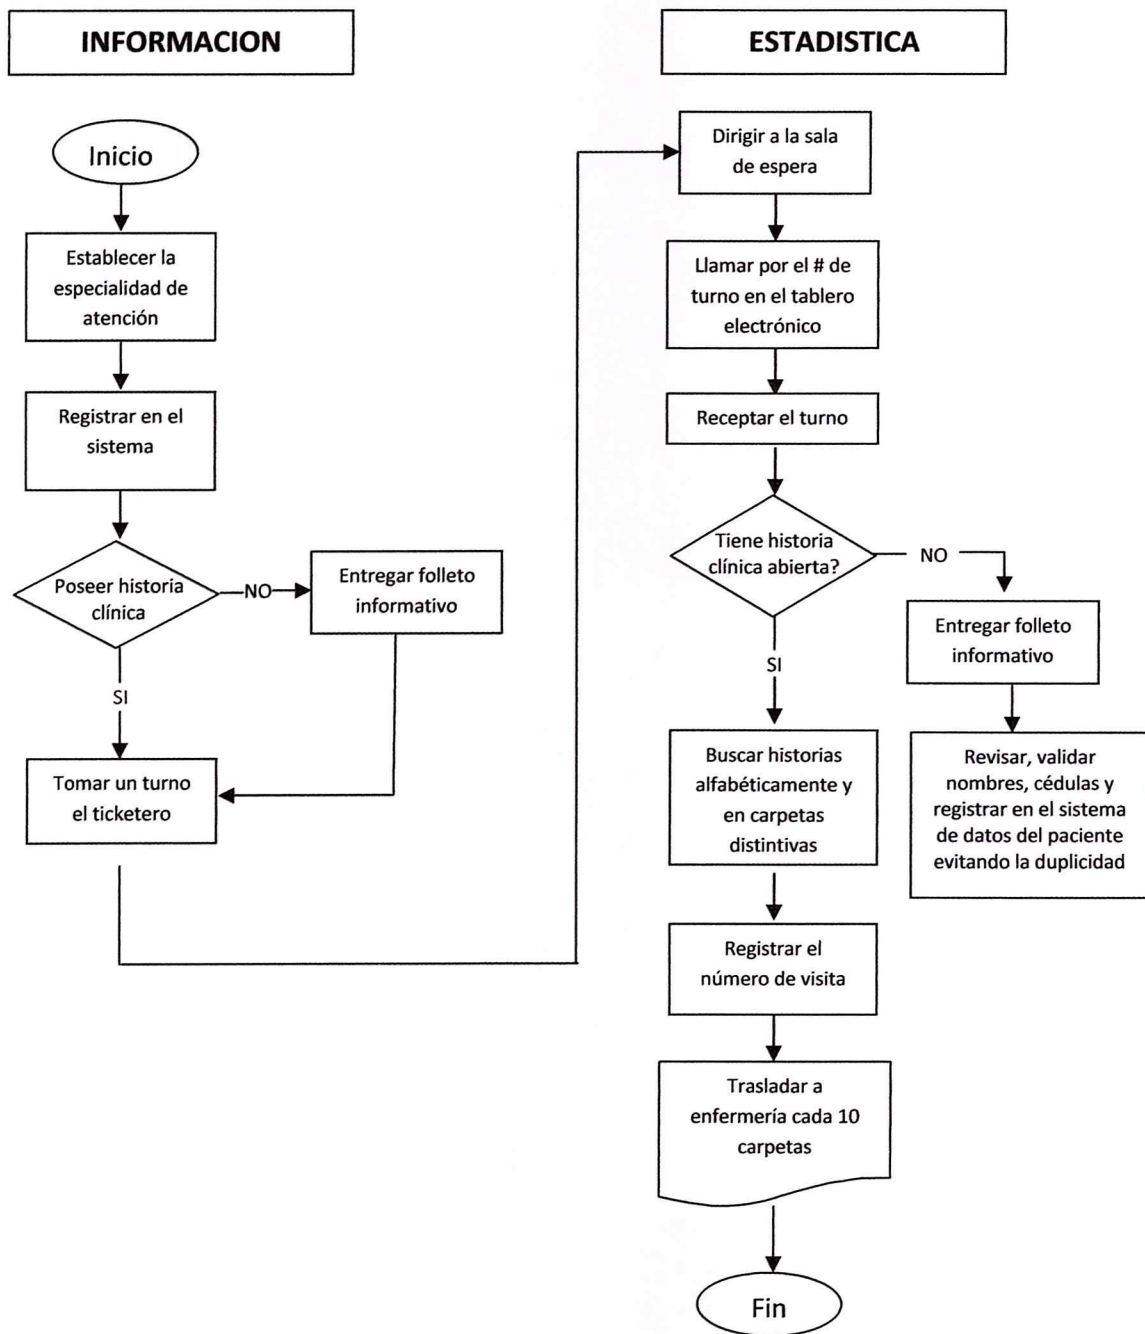 INFORMACION
Inicio
Establecer la
especialidad de
atención
Registrar en el
sistema
Poseer historia
clínica
NO
Entregar folleto
informativo
SI
Tomar un turno
el ticketero
ESTADISTICA
Dirigir a la sala
de espera
Llamar por el # de
turno en el tablero
electrónico
Receptar el turno
Tiene historia
clínica abierta?
NO
Entregar folleto
informativo
Revisar, validar
nombres, cédulas y
registrar en el sistema
de datos del paciente
evitando la duplicidad
SI
Buscar historias
alfabéticamente y
en carpetas
distintivas
Registrar el
número de visita
Trasladar a
enfermería cada 10
carpetas
Fin